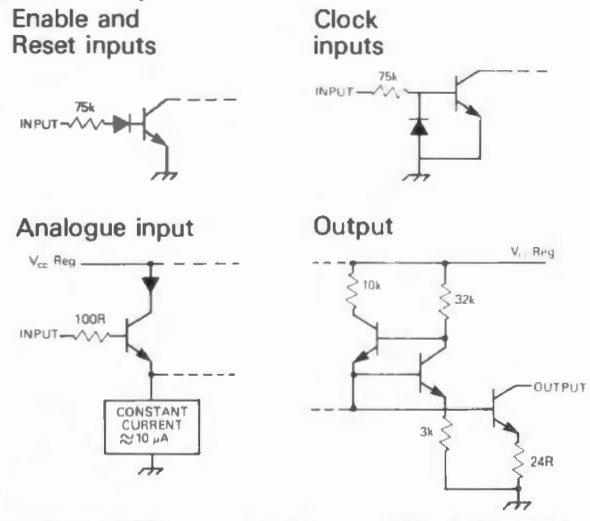 Enable and
Reset inputs
75k
INPUT
Clock
inputs
75k
INPUT
Analogue input
Vcc Reg
100R
INPUT
CONSTANT
CURRENT
≈10 μA
Output
Reg
10k
32k
OUTPUT
3k
24R